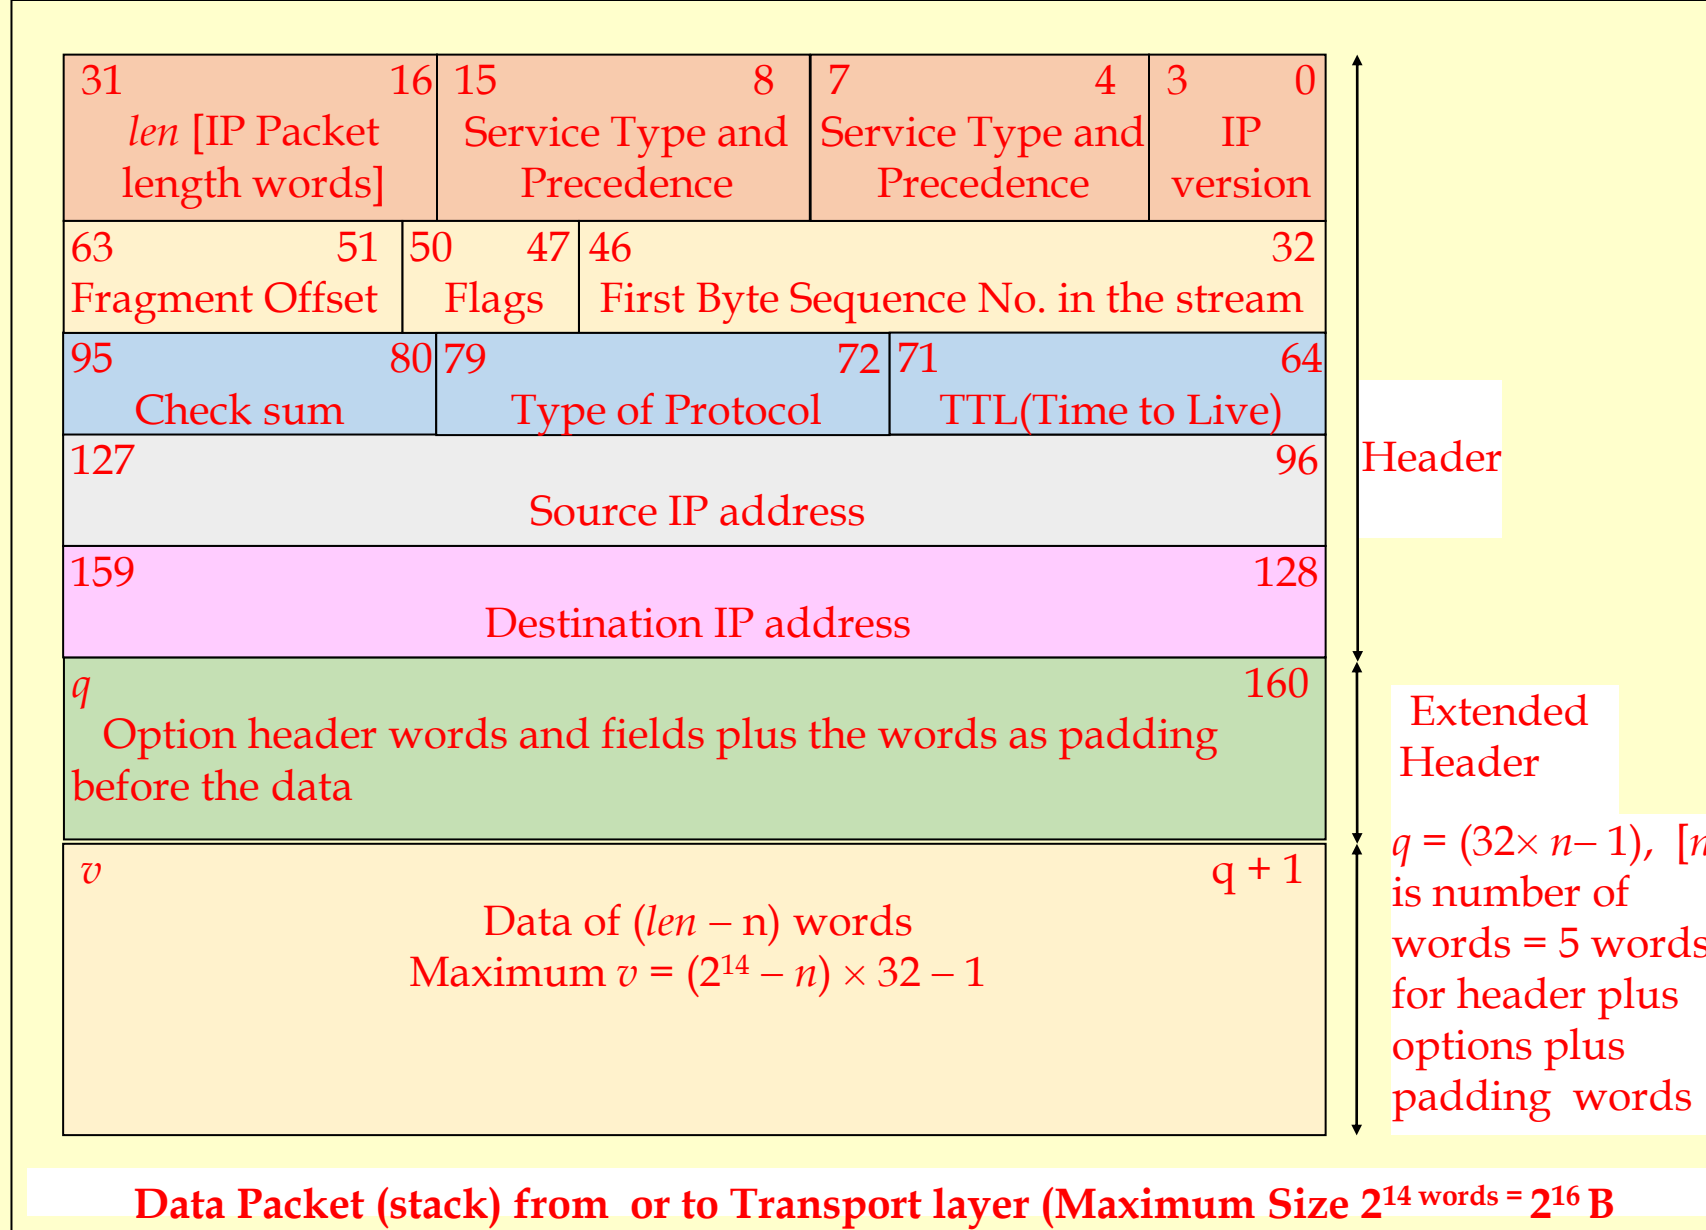 31 16 15 8 7 4 3 0
len [IP Packet length words]
Service Type and Precedence
Service Type and Precedence
IP version
63 51 50 47 46 32
Fragment Offset Flags First Byte Sequence No. in the stream
95 80 79 72 71 64
Check sum Type of Protocol TTL(Time to Live)
127 96
Source IP address
159 128
Destination IP address
Header
q 160
Option header words and fields plus the words as padding
before the data
Extended
Header
v q + 1
Data of (len – n) words
Maximum v = (2¹⁴ – n) × 32 – 1
q = (32× n– 1), [n
is number of
words = 5 words
for header plus
options plus
padding words
Data Packet (stack) from or to Transport layer (Maximum Size 2¹⁴ words = 2¹⁶ B